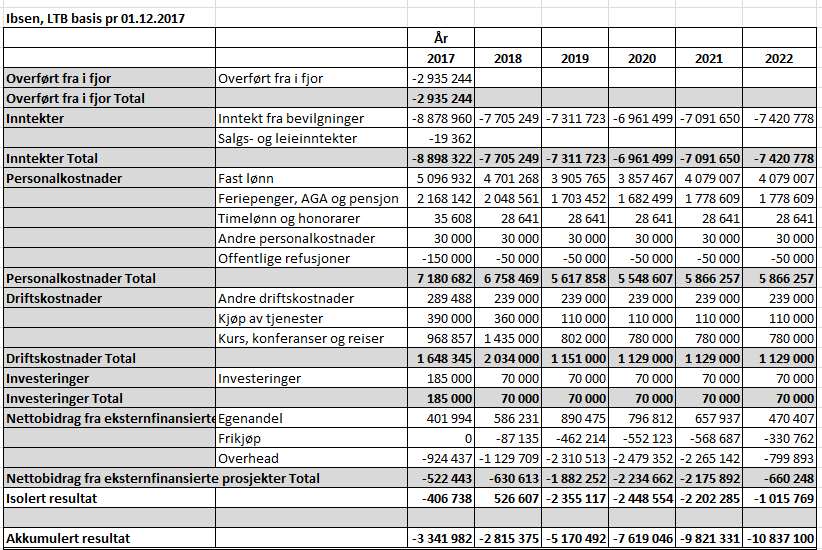 Ibsen, LTB basis pr 01.12.2017
År
2017 2018 2019 2020 2021 2022
Overført fra i fjor Overført fra i fjor -2 935 244
Overført fra i fjor Total -2 935 244
Inntekter Inntekt fra bevilgninger -8 878 960 -7 705 249 -7 311 723 -6 961 499 -7 091 650 -7 420 778
Salgs- og leieinntekter -19 362
Inntekter Total -8 898 322 -7 705 249 -7 311 723 -6 961 499 -7 091 650 -7 420 778
Personalkostnader Fast lønn 5 096 932 4 701 268 3 905 765 3 857 467 4 079 007 4 079 007
Feriepenger, AGA og pensjon 2 168 142 2 048 561 1 703 452 1 682 499 1 778 609 1 778 609
Timelønn og honorarer 35 608 28 641 28 641 28 641 28 641 28 641
Andre personalkostnader 30 000 30 000 30 000 30 000 30 000 30 000
Offentlige refusjoner -150 000 -50 000 -50 000 -50 000 -50 000 -50 000
Personalkostnader Total 7 180 682 6 758 469 5 617 858 5 548 607 5 866 257 5 866 257
Driftskostnader Andre driftskostnader 289 488 239 000 239 000 239 000 239 000 239 000
Kjøp av tjenester 390 000 360 000 110 000 110 000 110 000 110 000
Kurs, konferanser og reiser 968 857 1 435 000 802 000 780 000 780 000 780 000
Driftskostnader Total 1 648 345 2 034 000 1 151 000 1 129 000 1 129 000 1 129 000
Investeringer Investeringer 185 000 70 000 70 000 70 000 70 000 70 000
Investeringer Total 185 000 70 000 70 000 70 000 70 000 70 000
Nettobidrag fra eksternfinansierte Egenandel 401 994 586 231 890 475 796 812 657 937 470 407
Frikjøp 0 -87 135 -462 214 -552 123 -568 687 -330 762
Overhead -924 437 -1 129 709 -2 310 513 -2 479 352 -2 265 142 -799 893
Nettobidrag fra eksternfinansierte prosjekter Total -522 443 -630 613 -1 882 252 -2 234 662 -2 175 892 -660 248
Isolert resultat -406 738 526 607 -2 355 117 -2 448 554 -2 202 285 -1 015 769
Akkumulert resultat -3 341 982 -2 815 375 -5 170 492 -7 619 046 -9 821 331 -10 837 100